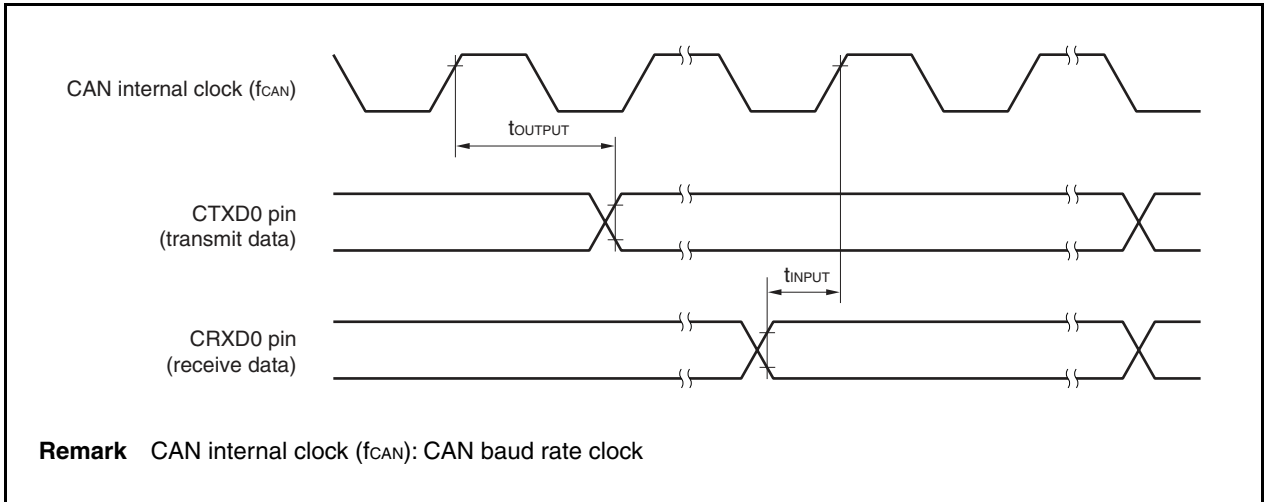 CAN internal clock (fCAN)
tOUTPUT
CTXD0 pin
(transmit data)
tINPUT
CRXD0 pin
(receive data)
Remark CAN internal clock (fCAN): CAN baud rate clock